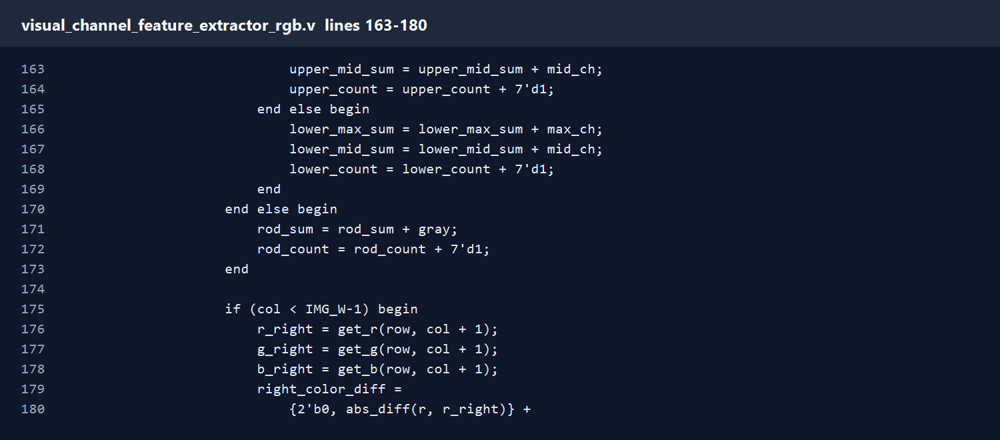 visual_channel_feature_extractor_rgb.v lines 163-180
163 upper_mid_sum = upper_mid_sum + mid_ch;
164 upper_count = upper_count + 7'd1;
165 end else begin
166 lower_max_sum = lower_max_sum + max_ch;
167 lower_mid_sum = lower_mid_sum + mid_ch;
168 lower_count = lower_count + 7'd1;
169 end
170 end else begin
171 rod_sum = rod_sum + gray;
172 rod_count = rod_count + 7'd1;
173 end
174
175 if (col < IMG_W-1) begin
176 r_right = get_r(row, col + 1);
177 g_right = get_g(row, col + 1);
178 b_right = get_b(row, col + 1);
179 right_color_diff =
180 {2'b0, abs_diff(r, r_right)} +